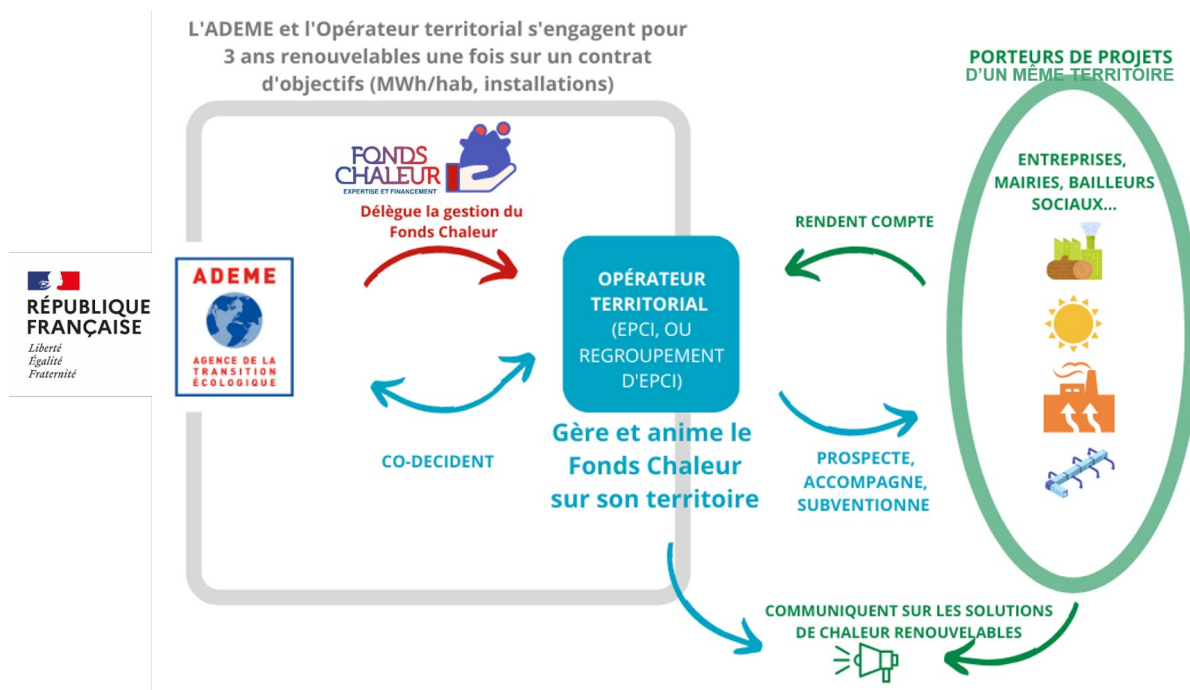 L'ADEME et l'Opérateur territorial s'engagent pour
3 ans renouvelables une fois sur un contrat
d'objectifs (MWh/hab, installations)
PORTEURS DE PROJETS
D'UN MÊME TERRITOIRE
FONDS
CHALEUR
EXPERTISE ET FINANCEMENT
Délègue la gestion du
Fonds Chaleur
ENTREPRISES,
MAIRIES, BAILLEURS
SOCIAUX...
RENDENT COMPTE
RÉPUBLIQUE
FRANÇAISE
Liberté
Égalité
Fraternité
ADEME
AGENCE DE LA
TRANSITION
ÉCOLOGIQUE
OPÉRATEUR
TERRITORIAL
(EPCI, OU
REGROUPEMENT
D'EPCI)
Gère et anime le
Fonds Chaleur
sur son territoire
CO-DECIDENT
PROSPECTE,
ACCOMPAGNE,
SUBVENTIONNE
COMMUNIQUENT SUR LES SOLUTIONS
DE CHALEUR RENOUVELABLES